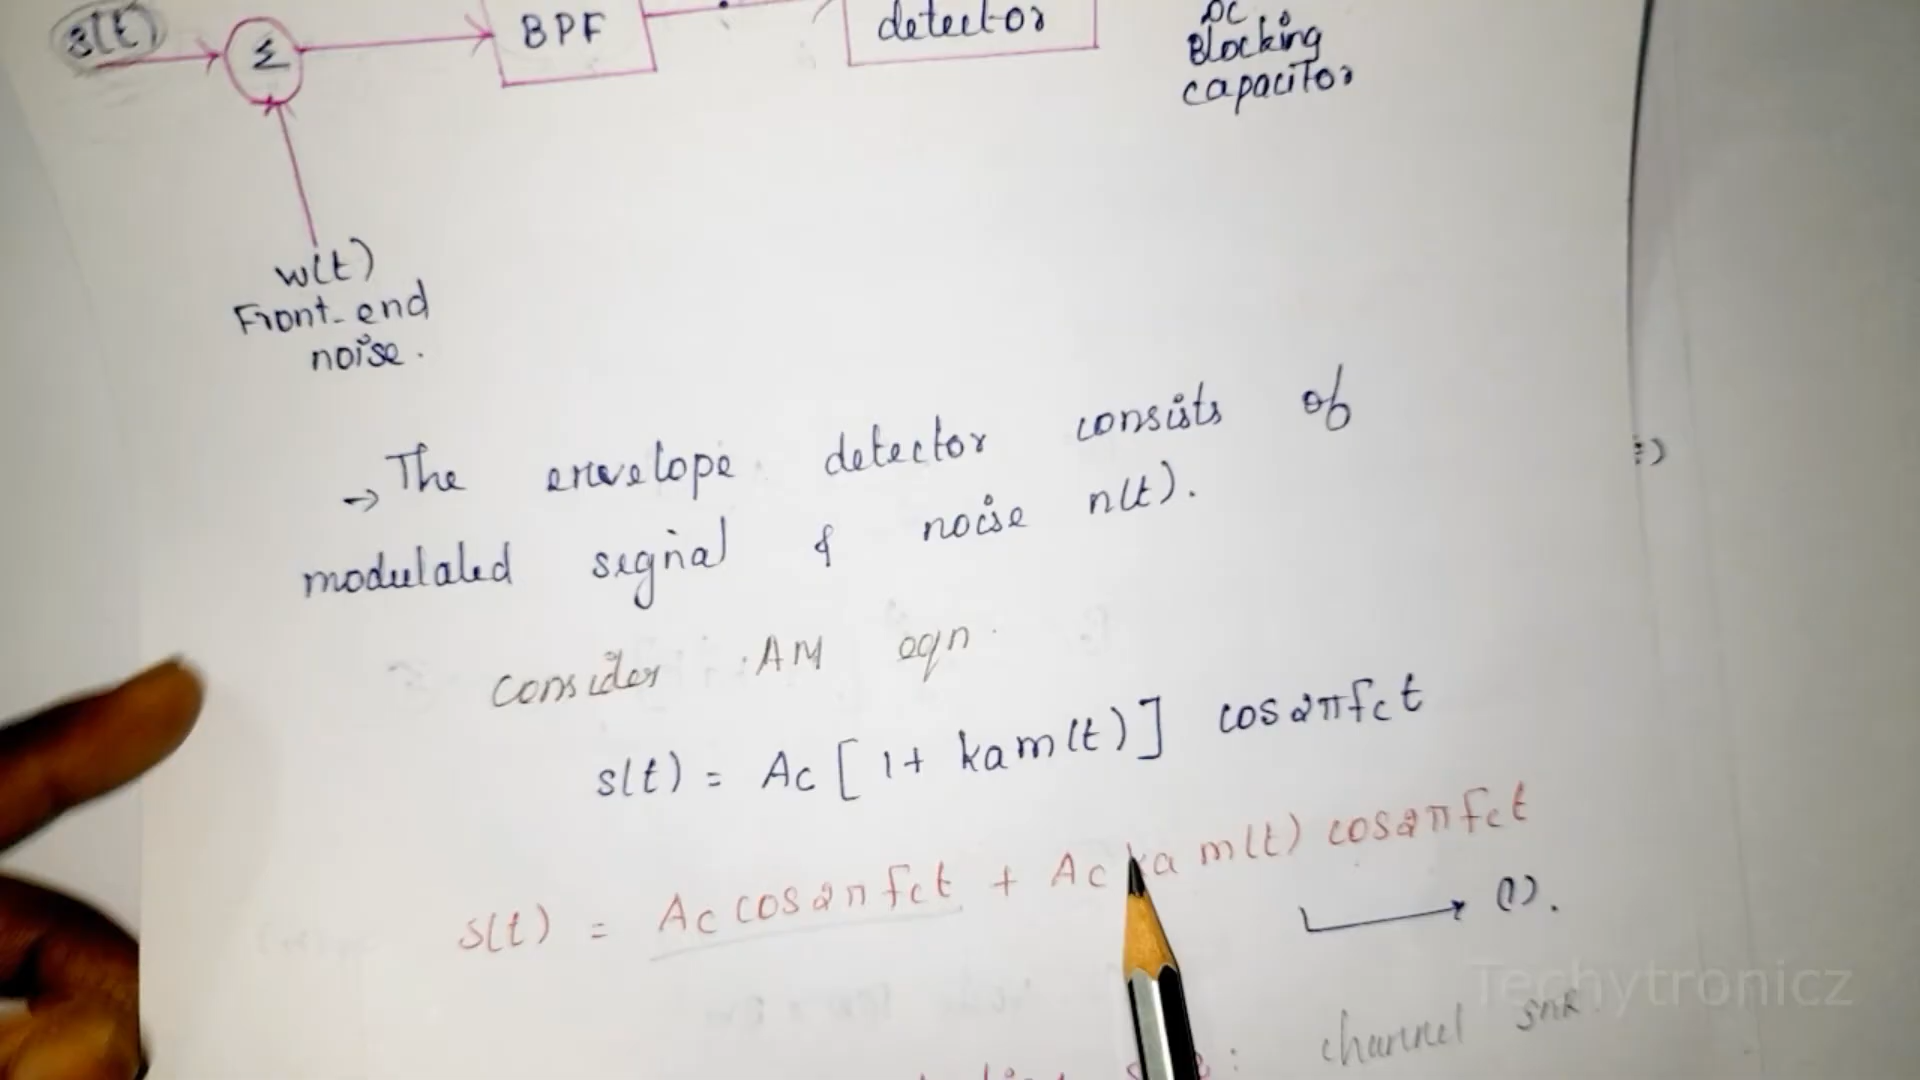 s(t)
Σ
BPF
detector
DC
Blocking
capacitor
w(t)
Front-end
noise.
→ The envelope detector consists of
modulated signal & noise n(t).
consider AM eqn.
s(t) = Ac [1 + kam(t)] cos2πfct
s(t) = Ac cos2πfct + Ac ka m(t) cos2πfct
→ (1).
Techytronicz
: channel SNR.